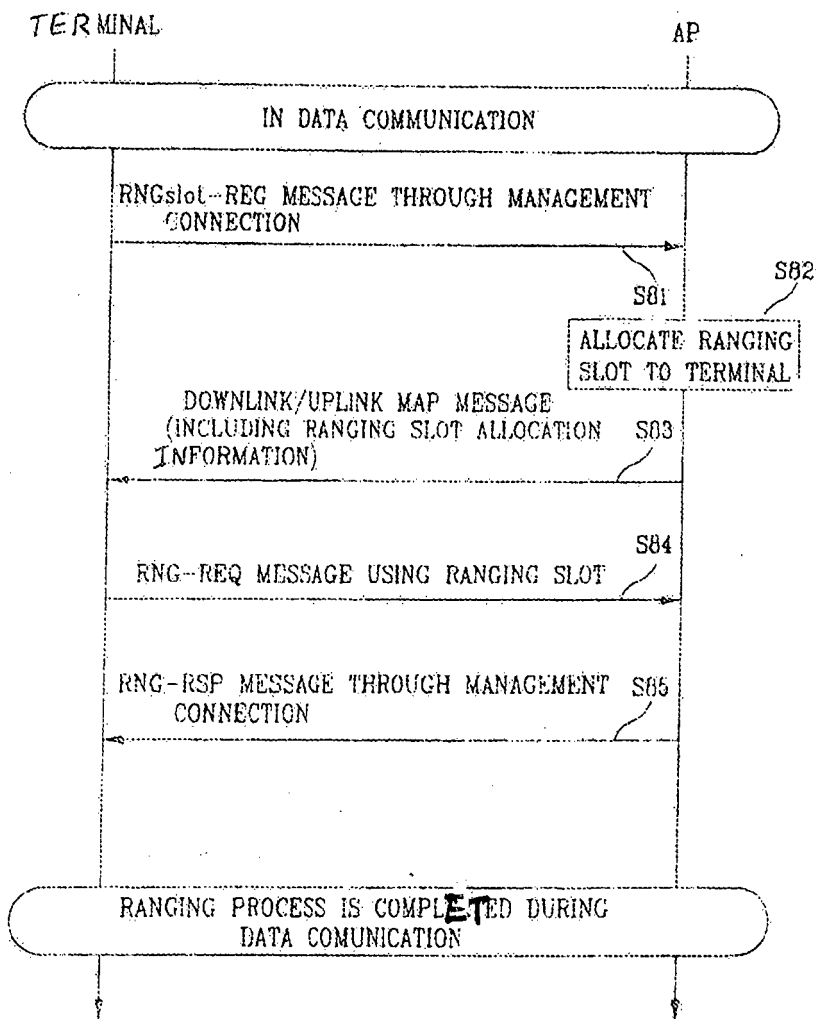 TERMINAL
AP
IN DATA COMMUNICATION
RNGslot-REG MESSAGE THROUGH MANAGEMENT
CONNECTION
S81
S82
ALLOCATE RANGING
SLOT TO TERMINAL
DOWNLINK/UPLINK MAP MESSAGE
(INCLUDING RANGING SLOT ALLOCATION
INFORMATION)
S83
S84
RNG-REQ MESSAGE USING RANGING SLOT
RNG-RSP MESSAGE THROUGH MANAGEMENT
CONNECTION
S85
RANGING PROCESS IS COMPLETED DURING
DATA COMUNICATION